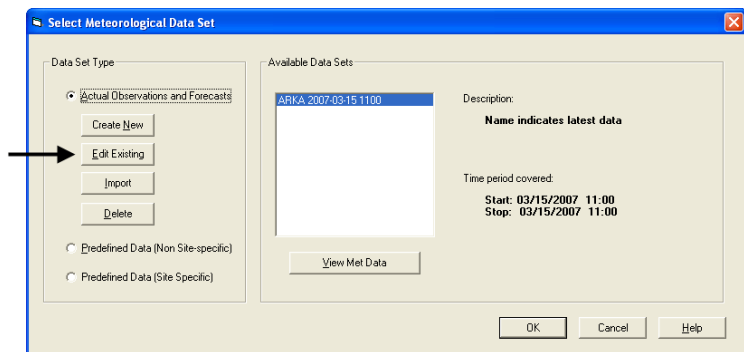 Select Meteorological Data Set
Data Set Type
Actual Observations and Forecasts
Create New
Edit Existing
Import
Delete
Predefined Data (Non Site-specific)
Predefined Data (Site Specific)
Available Data Sets
ARKA 2007-03-15 1100
View Met Data
Description:
Name indicates latest data
Time period covered:
Start: 03/15/2007 11:00
Stop: 03/15/2007 11:00
OK
Cancel
Help